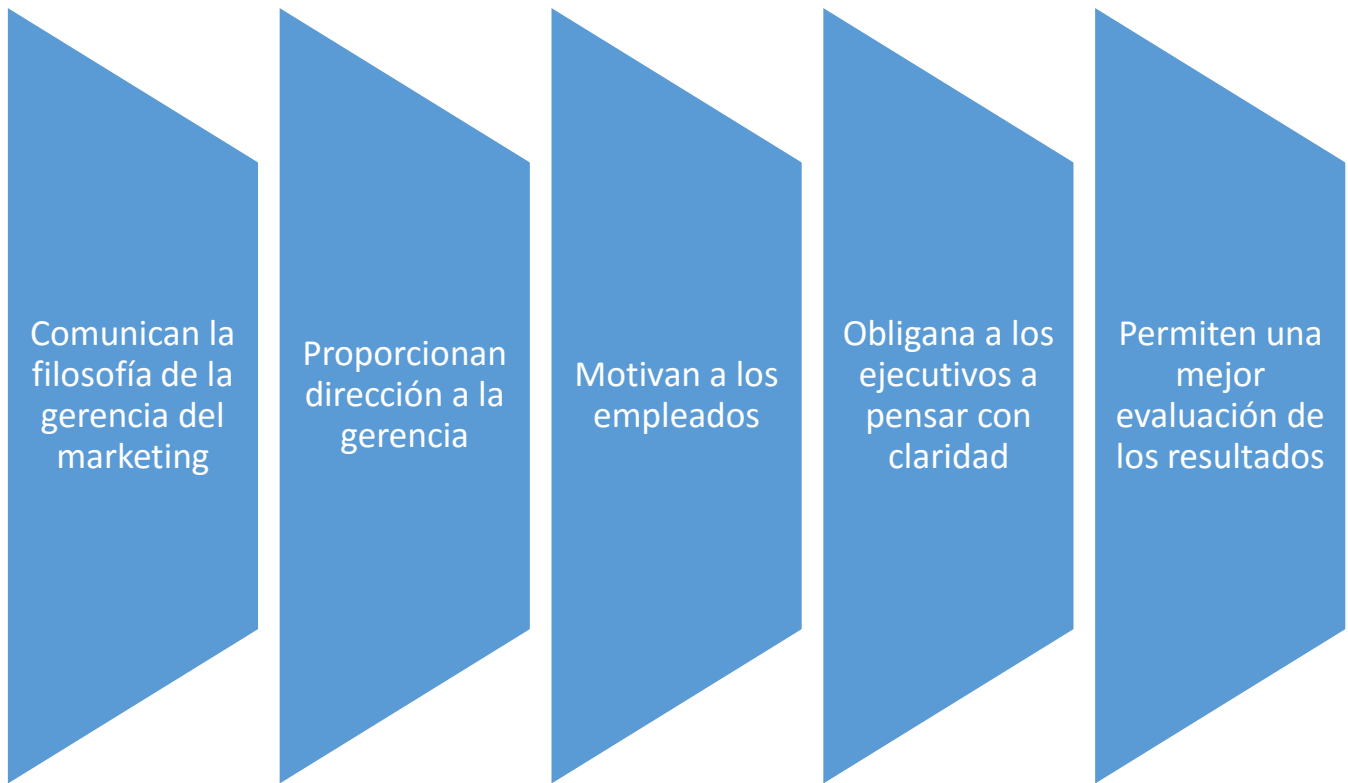 Comunican la
filosofía de la
gerencia del
marketing
Proporcionan
dirección a la
gerencia
Motivan a los
empleados
Obligana a los
ejecutivos a
pensar con
claridad
Permiten una
mejor
evaluación de
los resultados